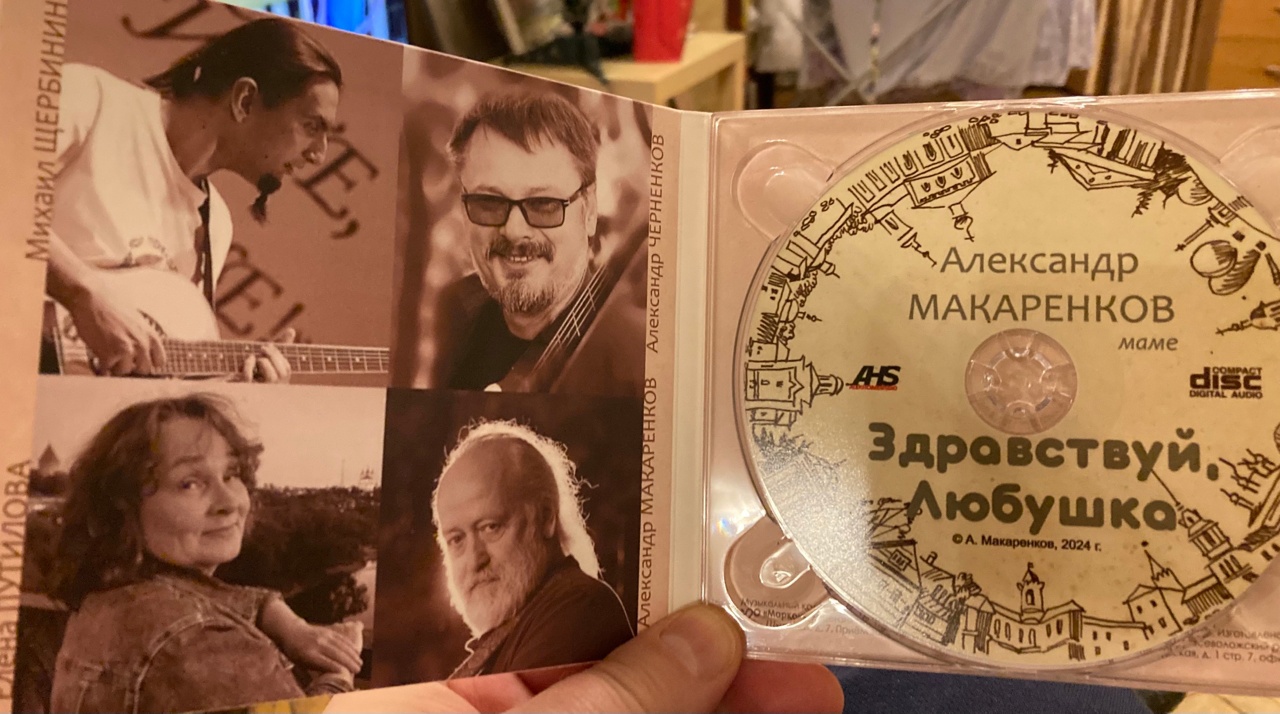 Михаил ЩЕРБИНИН
Александр ЧЕРНЕНКОВ
Елена ПУТИЛОВА
Александр МАКАРЕНКОВ
Александр
МАКАРЕНКОВ
маме
AHS
COMPACT
disc
DIGITAL AUDIO
Здравствуй,
Любушка
© А. Макаренков, 2024 г.